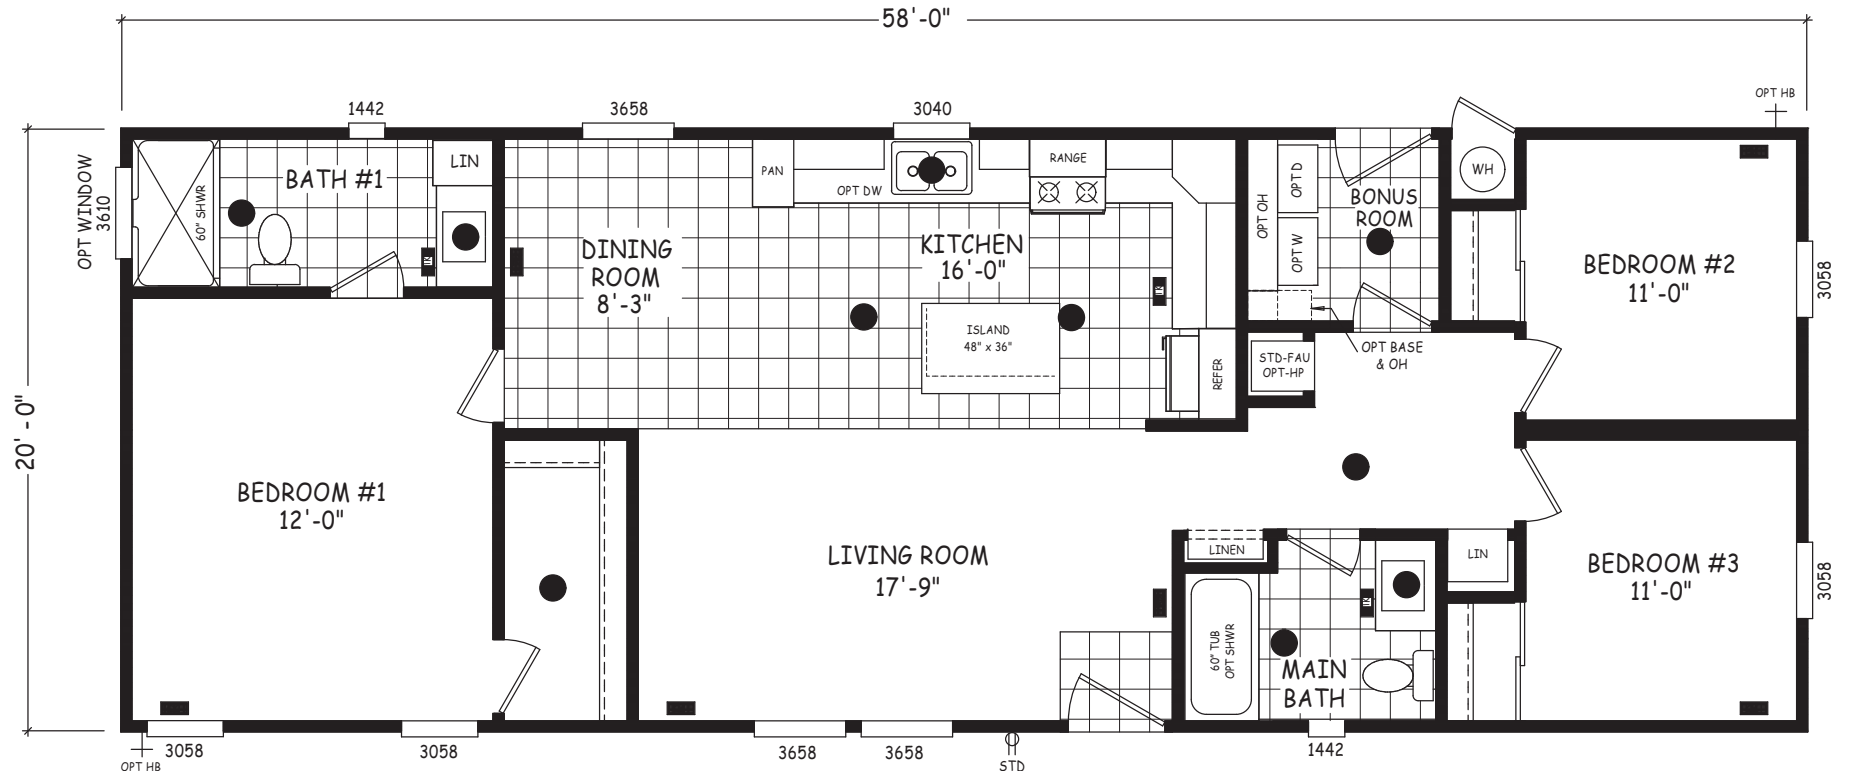 58'-0"
OPT HB
1442
3658
3040
OPT WINDOW
3610
60" SHWR
BATH #1
LIN
PAN
OPT DW
RANGE
OPT OH
OPT D
OPT W
BONUS
ROOM
WH
DINING
ROOM
8'-3"
KITCHEN
16'-0"
ISLAND
48" x 36"
REFER
STD-FAU
OPT-HP
OPT BASE
& OH
BEDROOM #2
11'-0"
3058
20'-0"
BEDROOM #1
12'-0"
LIVING ROOM
17'-9"
LINEN
LIN
60" TUB
OPT SHWR
MAIN
BATH
BEDROOM #3
11'-0"
3058
OPT HB
3058
3058
3658
3658
STD
1442